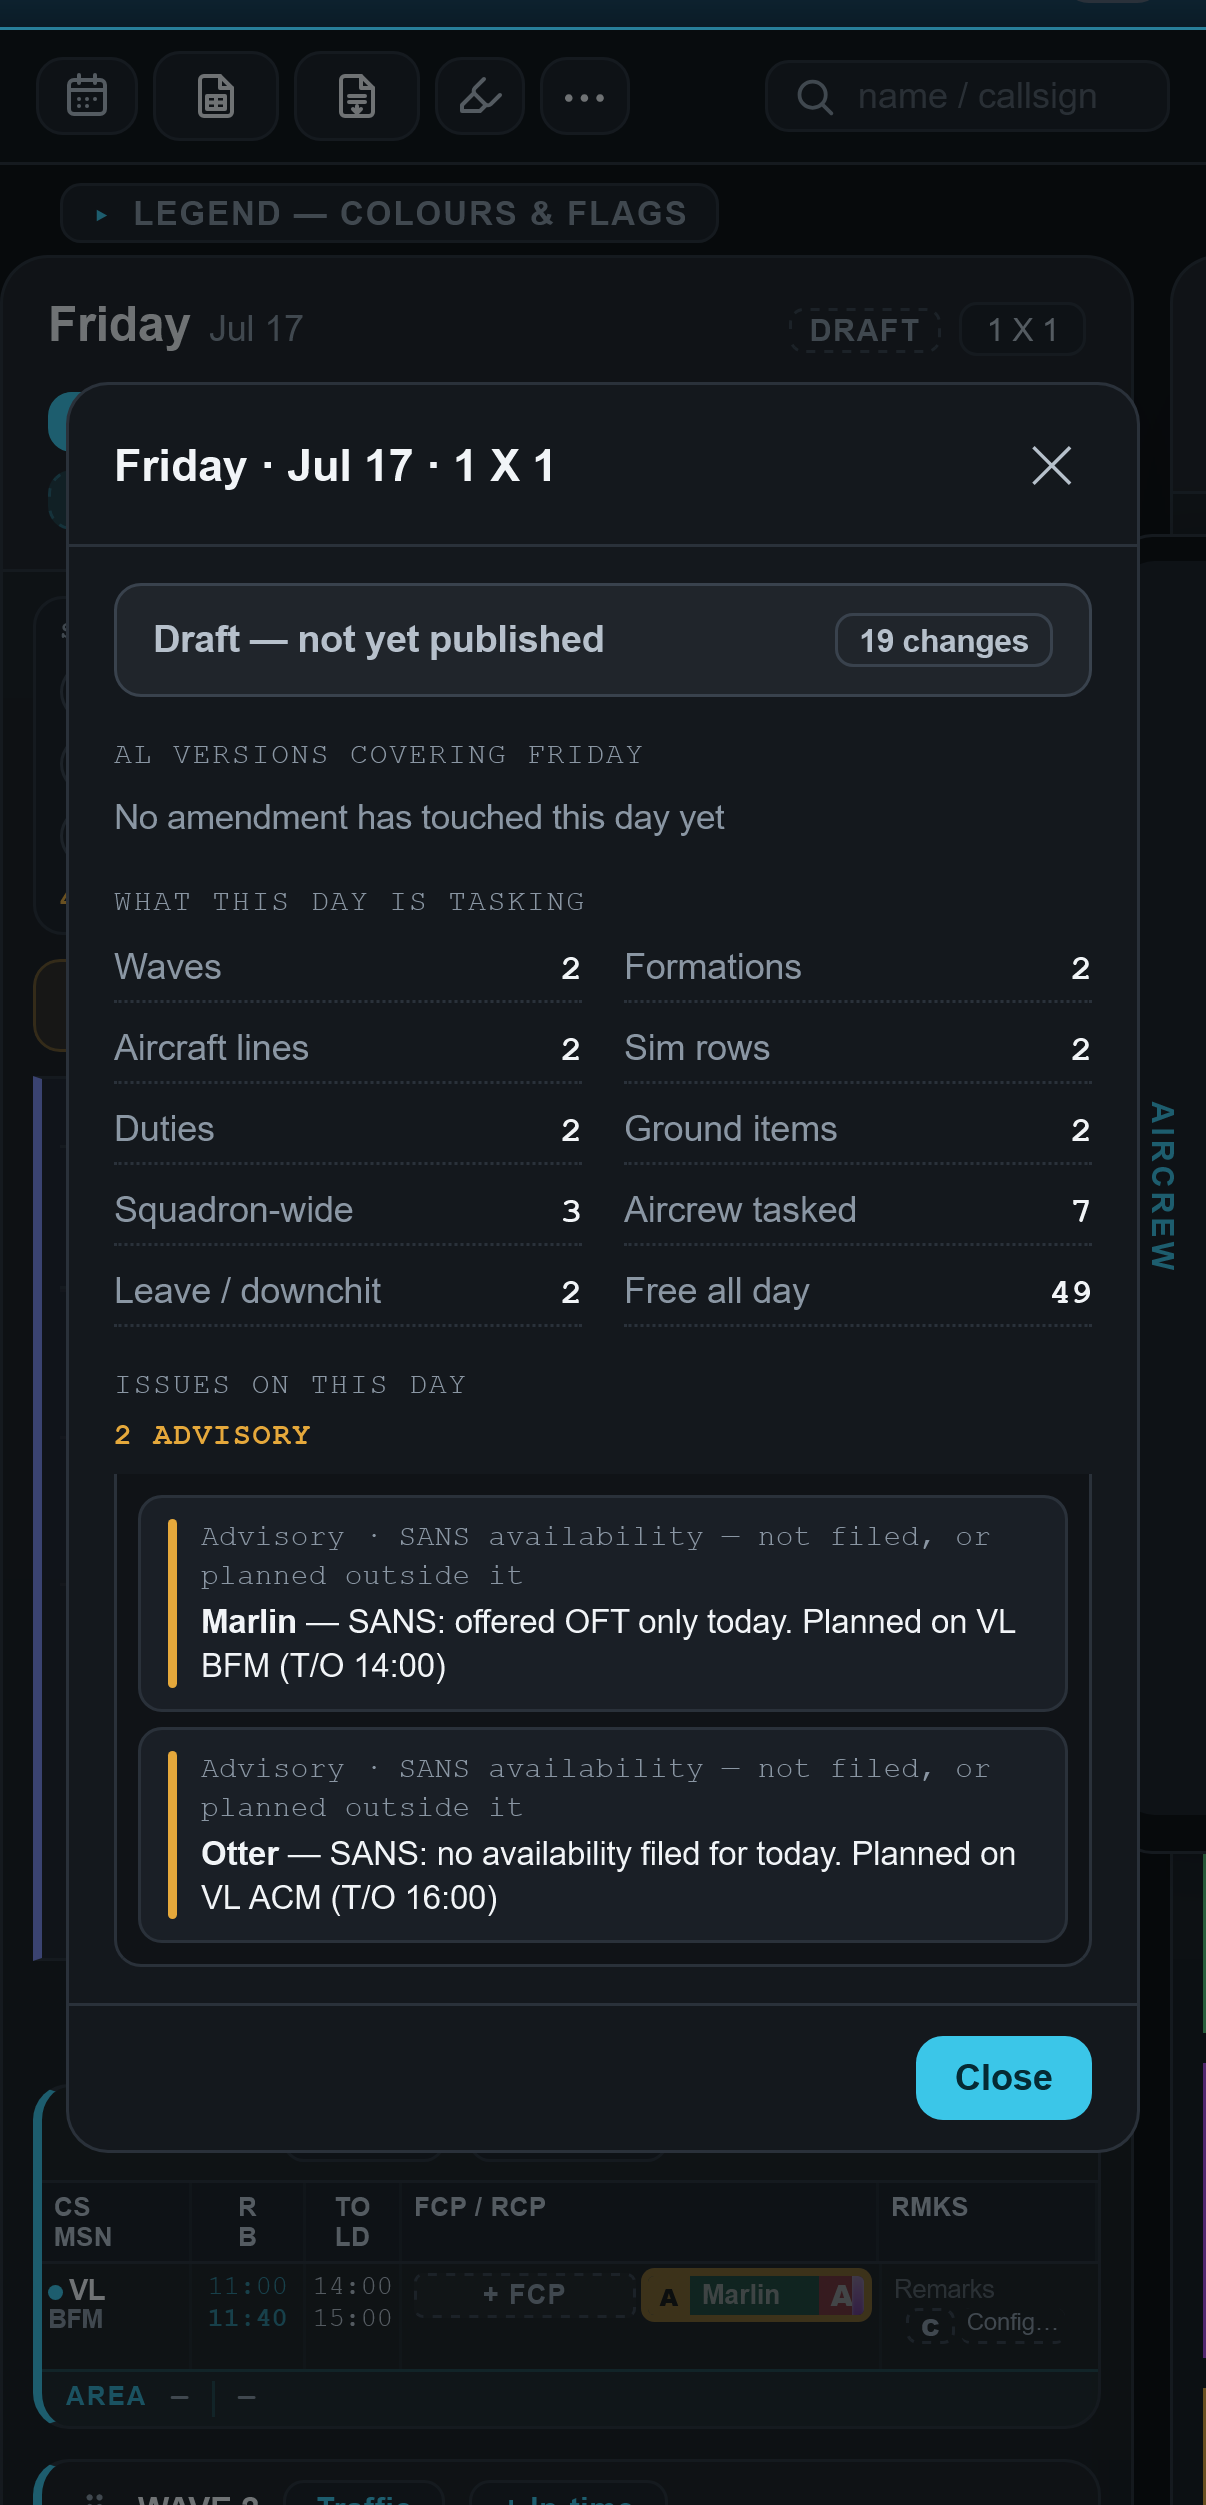 name / callsign
LEGEND — COLOURS & FLAGS
Friday Jul 17
DRAFT
1 X 1
Friday · Jul 17 · 1 X 1
Draft — not yet published
19 changes
AL VERSIONS COVERING FRIDAY
No amendment has touched this day yet
WHAT THIS DAY IS TASKING
Waves 2
Formations 2
Aircraft lines 2
Sim rows 2
Duties 2
Ground items 2
Squadron-wide 3
Aircrew tasked 7
Leave / downchit 2
Free all day 49
AIRCREW
ISSUES ON THIS DAY
2 ADVISORY
Advisory · SANS availability — not filed, or
planned outside it
Marlin — SANS: offered OFT only today. Planned on VL
BFM (T/O 14:00)
Advisory · SANS availability — not filed, or
planned outside it
Otter — SANS: no availability filed for today. Planned on
VL ACM (T/O 16:00)
Close
CS R TO FCP / RCP RMKS
MSN B LD
VL 11:00 14:00 + FCP A Marlin A Remarks
BFM 11:40 15:00 C Config...
AREA — | —
WAVE 2 Traffic + In-time